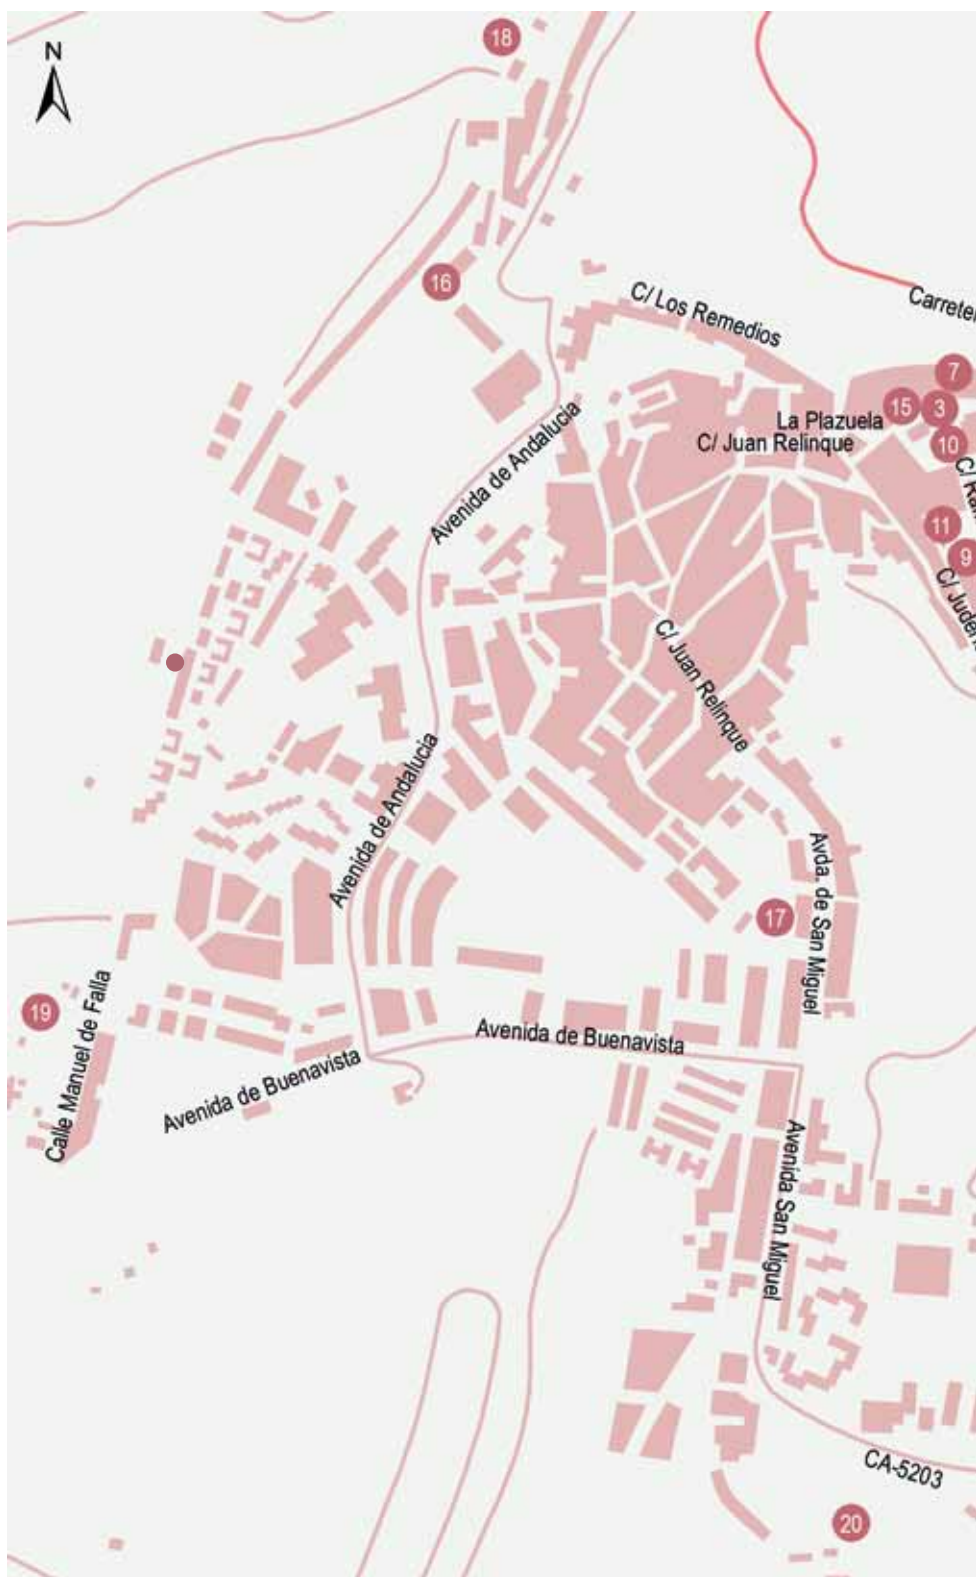 18
N
16
C/ Los Remedios
7
15
3
La Plazuela
C/ Juan Relinque
10
Avenida de Andalucía
11
9
C/ Juan Relinque
Avenida de Andalucía
Avda. de San Miguel
17
19
Calle Manuel de Falla
Avenida de Buenavista
Avenida de Buenavista
Avenida San Miguel
CA-5203
20